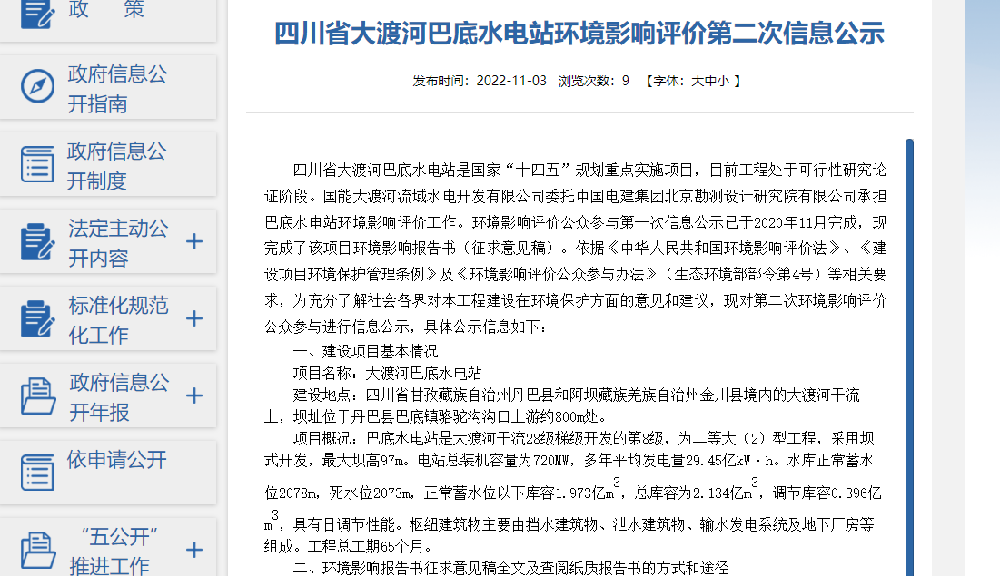 政 策
政府信息公
开指南
政府信息公
开制度
法定主动公
开内容
标准化规范
化工作
政府信息公
开年报
依申请公开
“五公开”
推进工作
四川省大渡河巴底水电站环境影响评价第二次信息公示
发布时间：2022-11-03 浏览次数：9 【字体：大中小 】
四川省大渡河巴底水电站是国家“十四五”规划重点实施项目，目前工程处于可行性研究论
证阶段。国能大渡河流域水电开发有限公司委托中国电建集团北京勘测设计研究院有限公司承担
巴底水电站环境影响评价工作。环境影响评价公众参与第一次信息公示已于2020年11月完成，现
完成了该项目环境影响报告书（征求意见稿）。依据《中华人民共和国环境影响评价法》、《建
设项目环境保护管理条例》及《环境影响评价公众参与办法》（生态环境部部令第4号）等相关要
求，为充分了解社会各界对本工程建设在环境保护方面的意见和建议，现对第二次环境影响评价
公众参与进行信息公示，具体公示信息如下：
一、建设项目基本情况
项目名称：大渡河巴底水电站
建设地点：四川省甘孜藏族自治州丹巴县和阿坝藏族羌族自治州金川县境内的大渡河干流
上，坝址位于丹巴县巴底镇骆驼沟沟口上游约800m处。
项目概况：巴底水电站是大渡河干流28级梯级开发的第8级，为二等大（2）型工程，采用坝
式开发，最大坝高97m。电站总装机容量为720MW，多年平均发电量29.45亿kW·h。水库正常蓄水
位2078m，死水位2073m，正常蓄水位以下库容1.973亿m³，总库容为2.134亿m³，调节库容0.396亿
m³，具有日调节性能。枢纽建筑物主要由挡水建筑物、泄水建筑物、输水发电系统及地下厂房等
组成。工程总工期65个月。
二、环境影响报告书征求意见稿全文及查阅纸质报告书的方式和途径